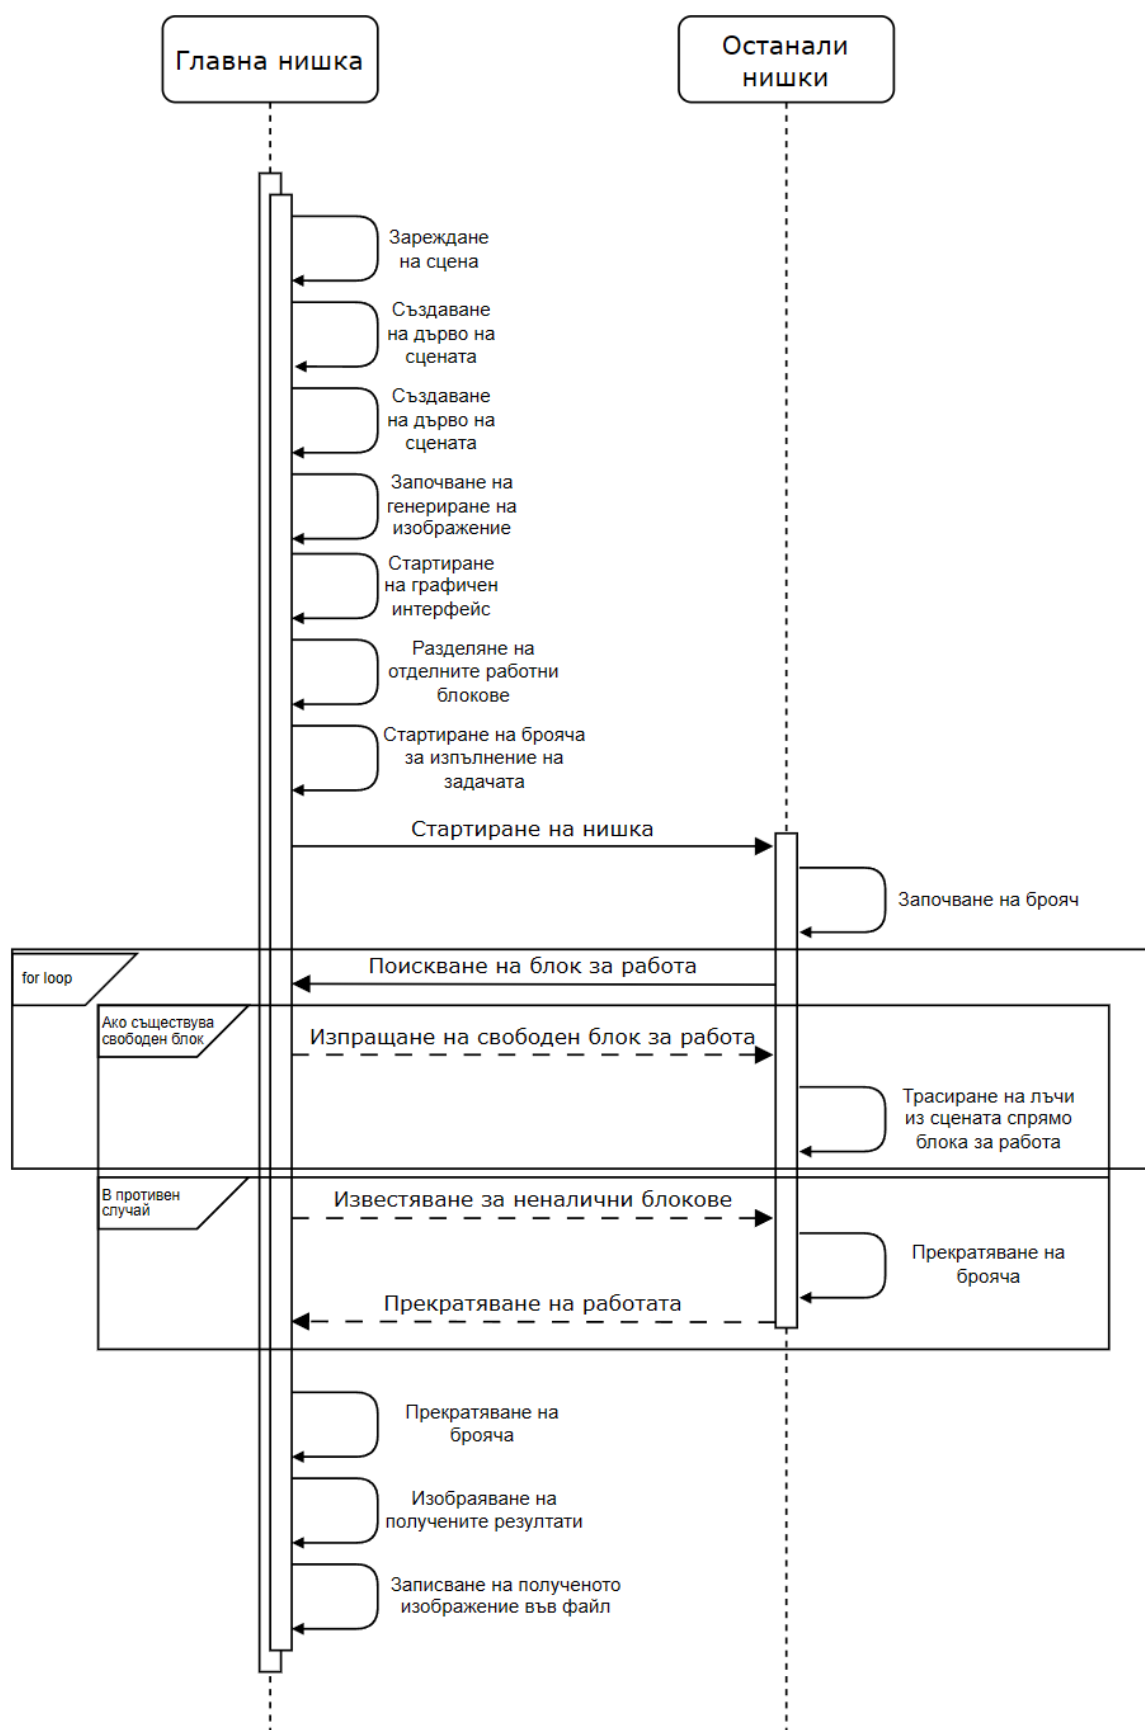 Главна нишка
Останали
нишки
Зареждане
на сцена
Създаване
на дърво на
сцената
Създаване
на дърво на
сцената
Започване на
генериране на
изображение
Стартиране
на графичен
интерфейс
Разделяне на
отделните работни
блокове
Стартиране на брояча
за изпълнение на
задачата
Стартиране на нишка
Започване на брояч
for loop
Поискване на блок за работа
Ако съществува
свободен блок
Изпращане на свободен блок за работа
Трасиране на лъчи
из сцената спрямо
блока за работа
В противен
случай
Известяване за неналични блокове
Прекратяване на
брояча
Прекратяване на работата
Прекратяване на
брояча
Изобраяване на
получените резултати
Записване на полученото
изображение във файл